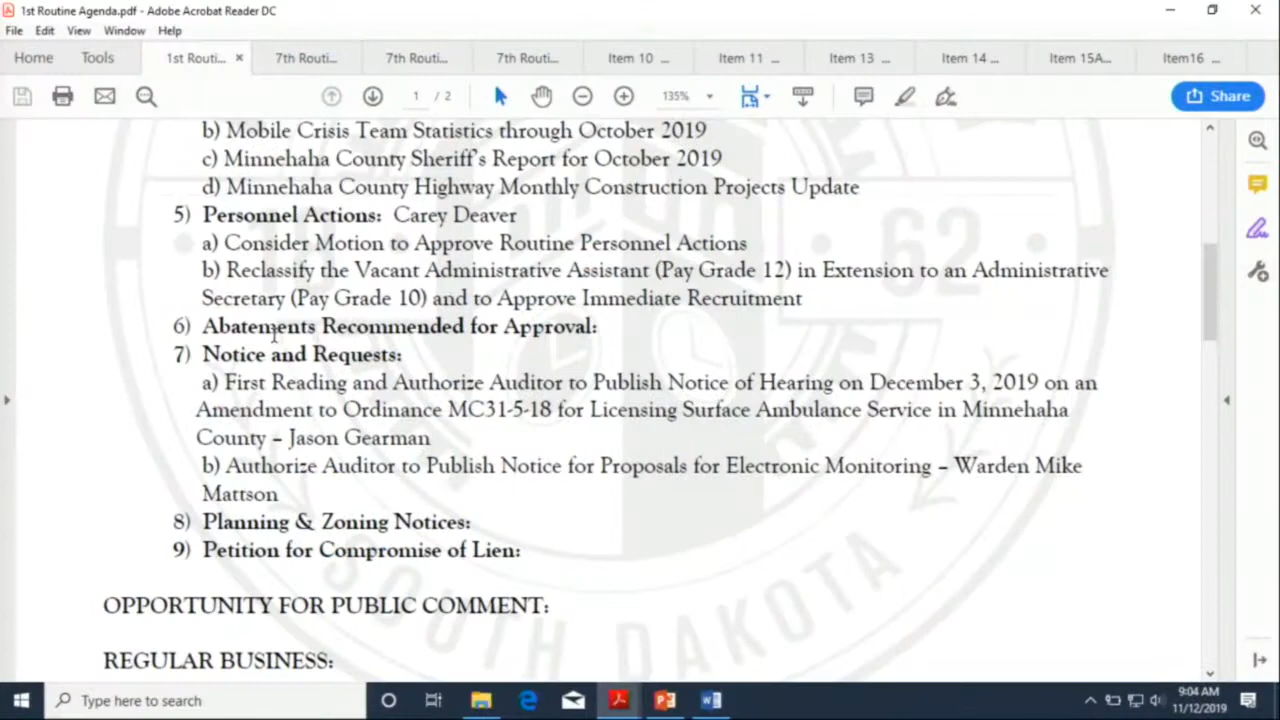 1st Routine Agenda.pdf - Adobe Acrobat Reader DC
File Edit View Window Help
Home Tools 1st Routi... × 7th Routi... 7th Routi... 7th Routi... Item 10 ... Item 11 ... Item 13 ... Item 14 ... Item 15A... Item16 ...
1 / 2 135% Share
b) Mobile Crisis Team Statistics through October 2019
c) Minnehaha County Sheriff's Report for October 2019
d) Minnehaha County Highway Monthly Construction Projects Update
5) Personnel Actions: Carey Deaver
a) Consider Motion to Approve Routine Personnel Actions
b) Reclassify the Vacant Administrative Assistant (Pay Grade 12) in Extension to an Administrative
Secretary (Pay Grade 10) and to Approve Immediate Recruitment
6) Abatements Recommended for Approval:
7) Notice and Requests:
a) First Reading and Authorize Auditor to Publish Notice of Hearing on December 3, 2019 on an
Amendment to Ordinance MC31-5-18 for Licensing Surface Ambulance Service in Minnehaha
County – Jason Gearman
b) Authorize Auditor to Publish Notice for Proposals for Electronic Monitoring – Warden Mike
Mattson
8) Planning & Zoning Notices:
9) Petition for Compromise of Lien:
OPPORTUNITY FOR PUBLIC COMMENT:
REGULAR BUSINESS:
18 62
SOUTH DAKOTA
Type here to search
9:04 AM
11/12/2019